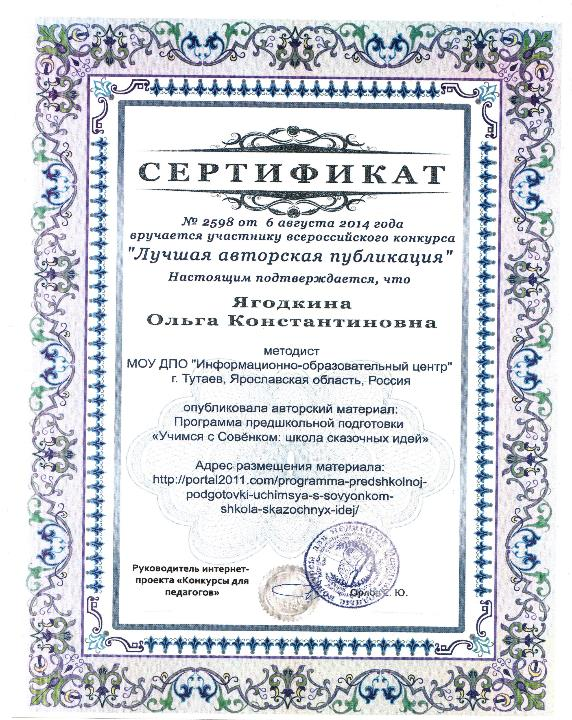 СЕРТИФИКАТ
№ 2598 от 6 августа 2014 года
вручается участнику всероссийского конкурса
"Лучшая авторская публикация"
Настоящим подтверждается, что
Ягодкина
Ольга Константиновна
методист
МОУ ДПО "Информационно-образовательный центр"
г. Тутаев, Ярославская область, Россия
опубликовала авторский материал:
Программа предшкольной подготовки
«Учимся с Совёнком: школа сказочных идей»
Адрес размещения материала:
http://portal2011.com/programma-predshkolnoj-
podgotovki-uchimsya-s-sovyonkom-
shkola-skazochnyx-idej/
Руководитель интернет-
проекта «Конкурсы для
педагогов»
Ю.